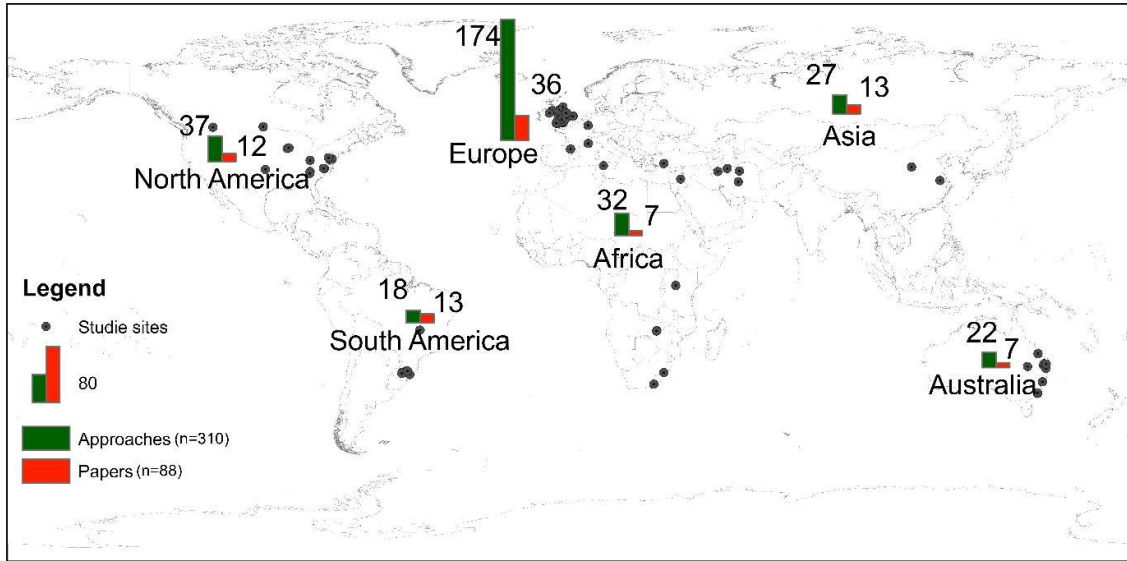 174
36
Europe
27
13
Asia
37
12
North America
32
7
Africa
18
13
South America
22
7
Australia
Legend
Studie sites
80
Approaches (n=310)
Papers (n=88)